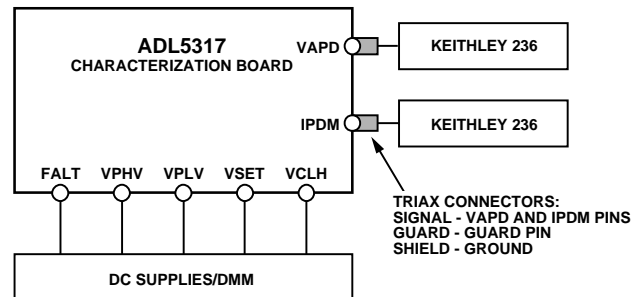 ADL5317
CHARACTERIZATION BOARD
VAPD
KEITHLEY 236
IPDM
KEITHLEY 236
FALT VPHV VPLV VSET VCLH
TRIAX CONNECTORS:
SIGNAL - VAPD AND IPDM PINS
GUARD - GUARD PIN
SHIELD - GROUND
DC SUPPLIES/DMM